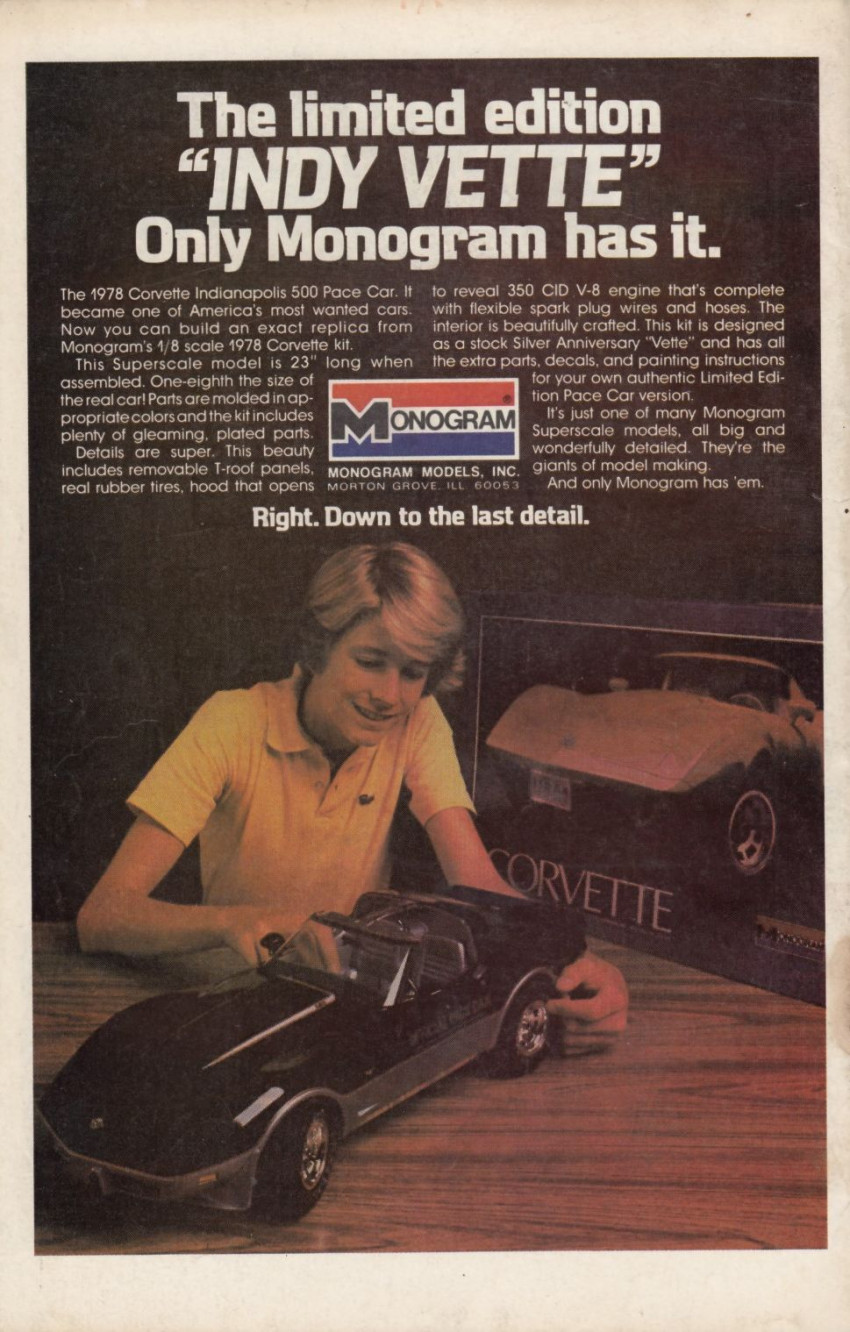 The limited edition
“INDY VETTE”
Only Monogram has it.
The 1978 Corvette Indianapolis 500 Pace Car. It
became one of America's most wanted cars.
Now you can build an exact replica from
Monogram's 1/8 scale 1978 Corvette kit.
This Superscale model is 23" long when
assembled. One-eighth the size of
the real car! Parts are molded in ap-
propriate colors and the kit includes
plenty of gleaming, plated parts.
Details are super. This beauty
includes removable T-roof panels,
real rubber tires, hood that opens
to reveal 350 CID V-8 engine that's complete
with flexible spark plug wires and hoses. The
interior is beautifully crafted. This kit is designed
as a stock Silver Anniversary "Vette" and has all
the extra parts, decals, and painting instructions
for your own authentic Limited Edi-
tion Pace Car version.
It's just one of many Monogram
Superscale models, all big and
wonderfully detailed. They're the
giants of model making.
And only Monogram has 'em.
MONOGRAM®
MONOGRAM MODELS, INC.
MORTON GROVE, ILL. 60053
Right. Down to the last detail.
CORVETTE
MONOGRAM